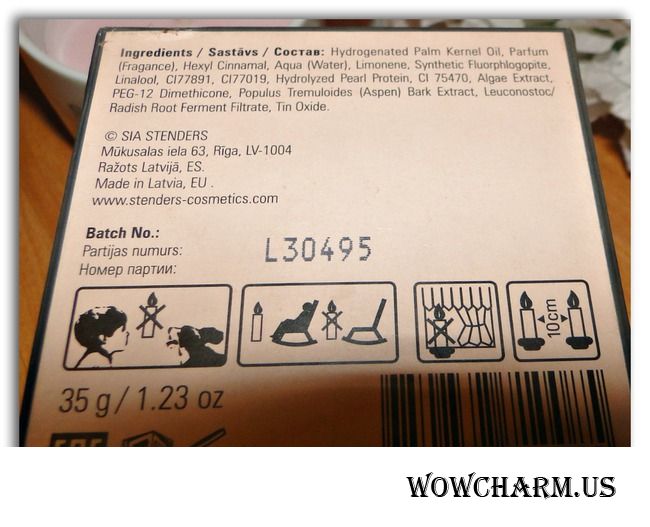 Ingredients / Sastāvs / Состав: Hydrogenated Palm Kernel Oil, Parfum
(Fragance), Hexyl Cinnamal, Aqua (Water), Limonene, Synthetic Fluorphlogopite,
Linalool, CI77891, CI77019, Hydrolyzed Pearl Protein, CI 75470, Algae Extract,
PEG-12 Dimethicone, Populus Tremuloides (Aspen) Bark Extract, Leuconostoc/
Radish Root Ferment Filtrate, Tin Oxide.
© SIA STENDERS
Mūkusalas iela 63, Rīga, LV-1004
Ražots Latvijā, ES.
Made in Latvia, EU .
www.stenders-cosmetics.com
Batch No.:
Partijas numurs:
Номер партии:
L30495
10cm
35 g / 1.23 oz
WOWCHARM.US